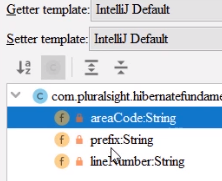 Getter template: IntelliJ Default
Setter template: IntelliJ Default
com.pluralsight.hibernatefundame
areaCode:String
prefix:String
lineNumber:String